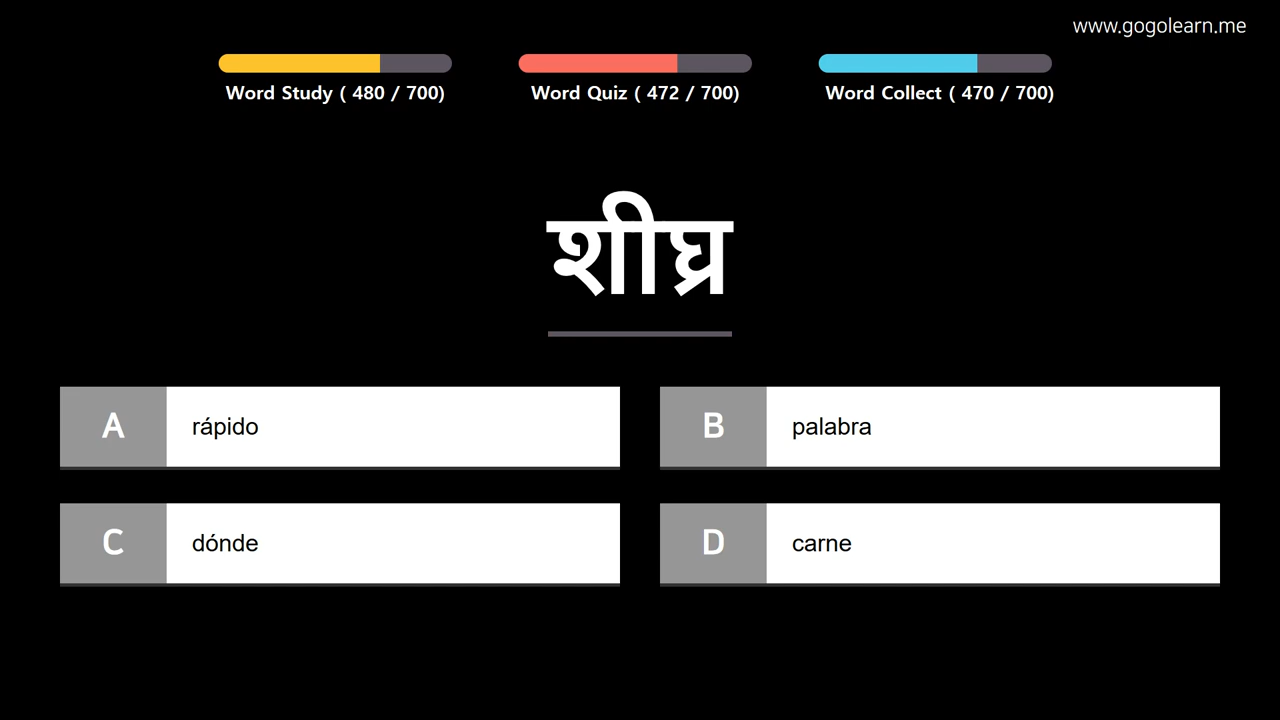 www.gogolearn.me
Word Study ( 480 / 700)
Word Quiz ( 472 / 700)
Word Collect ( 470 / 700)
शीघ्र
A rápido
B palabra
C dónde
D carne